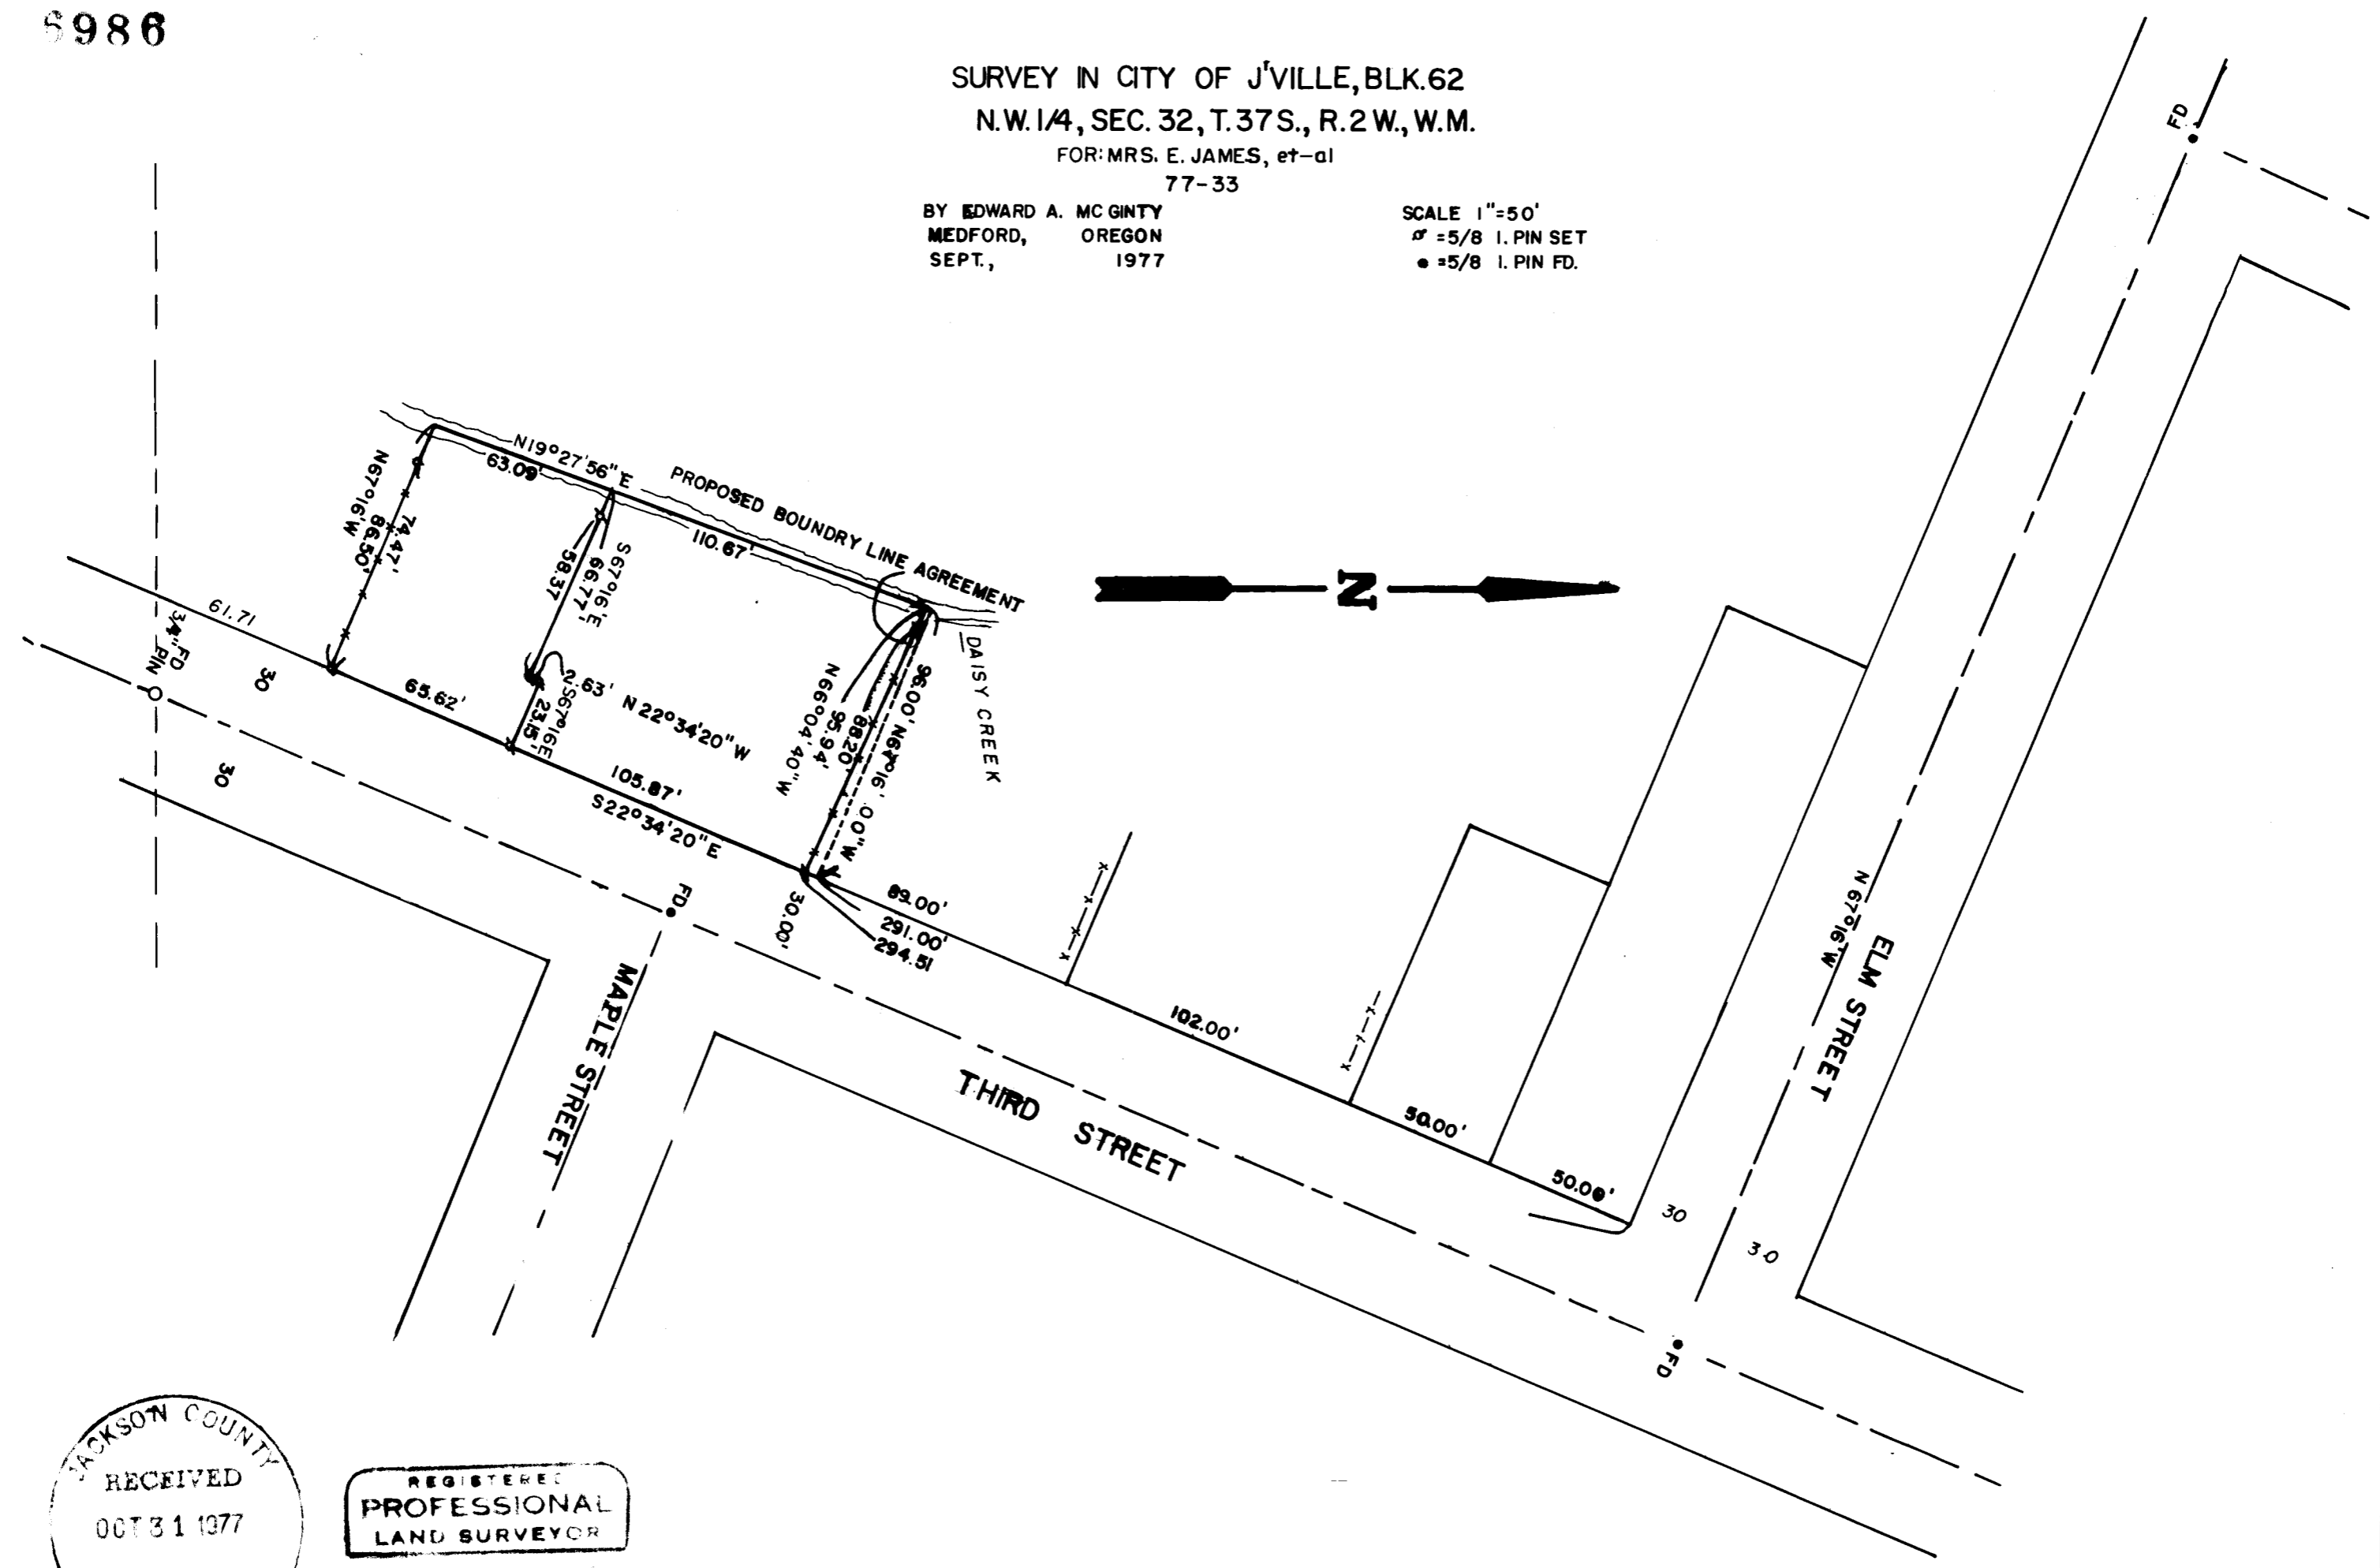 6986
SURVEY IN CITY OF J'VILLE, BLK. 62
N.W. 1/4, SEC. 32, T. 37 S., R. 2 W., W.M.
FOR: MRS. E. JAMES, et-al
77-33
BY EDWARD A. MC GINTY
MEDFORD, OREGON
SEPT., 1977
SCALE 1"=50'
=5/8 I. PIN SET
=5/8 I. PIN FD.
FD
N19°27'56"E
63.09'
PROPOSED BOUNDRY LINE AGREEMENT
110.67'
N67°16'W
74.47'
86.50'
S67°16'E
66.77'
58.37
61.71
3/4" FD
PIN
30
30
65.62'
2.63' N22°34'20"W
S67°16'E
23.15'
N66°04'40"W
95.94'
88.20'
96.00' N67°16'00"W
DAISY CREEK
N
105.87'
S22°34'20"E
FD
30.00'
89.00'
291.00'
294.51
102.00'
50.00'
50.00'
30
30
N67°16'W
ELM STREET
MAPLE STREET
THIRD STREET
FD
JACKSON COUNTY
RECEIVED
OCT 31 1977
REGISTERED
PROFESSIONAL
LAND SURVEYOR